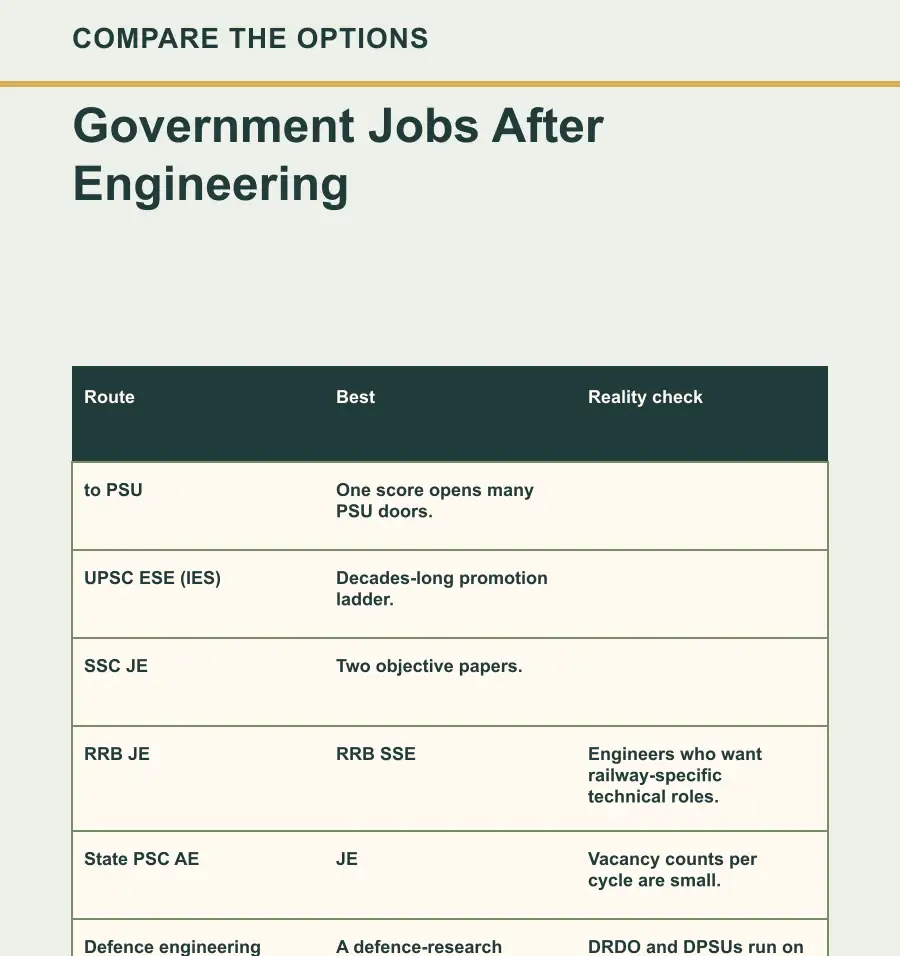 COMPARE THE OPTIONS
Government Jobs After
Engineering
Route Best Reality check
to PSU One score opens many
PSU doors.
UPSC ESE (IES) Decades-long promotion
ladder.
SSC JE Two objective papers.
RRB JE RRB SSE Engineers who want
railway-specific
technical roles.
State PSC AE JE Vacancy counts per
cycle are small.
Defence engineering A defence-research DRDO and DPSUs run on